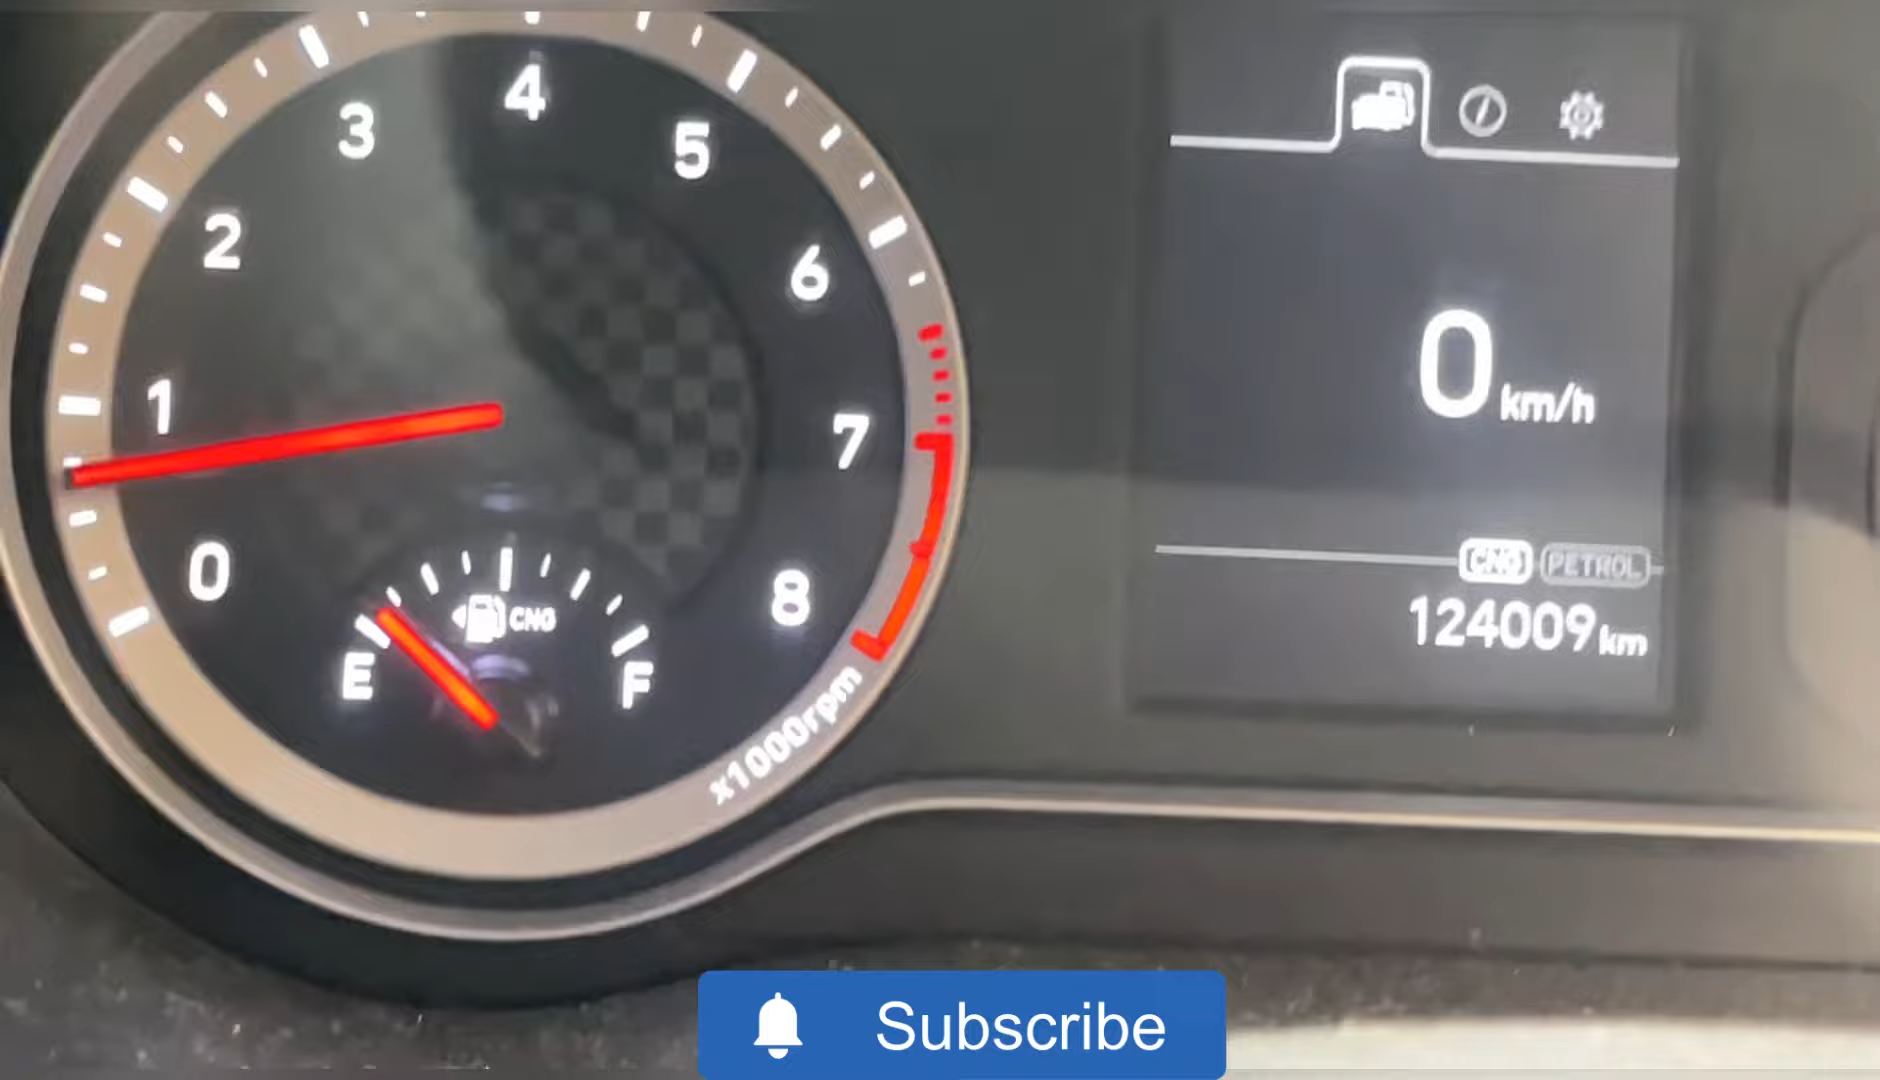 4
3
5
2
6
1
7
0
8
CNG
E
F
x1000rpm
0 km/h
CNG PETROL
124009 km
Subscribe